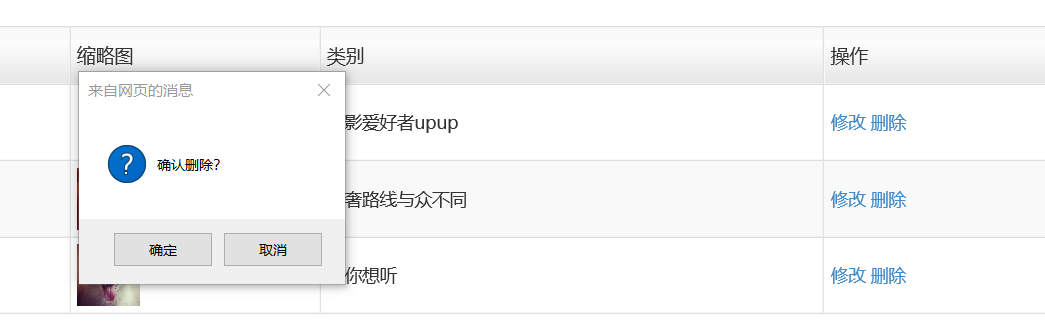 缩略图 类别 操作
来自网页的消息
影爱好者upup 修改 删除
确认删除?
奢路线与众不同 修改 删除
确定 取消
你想听 修改 删除